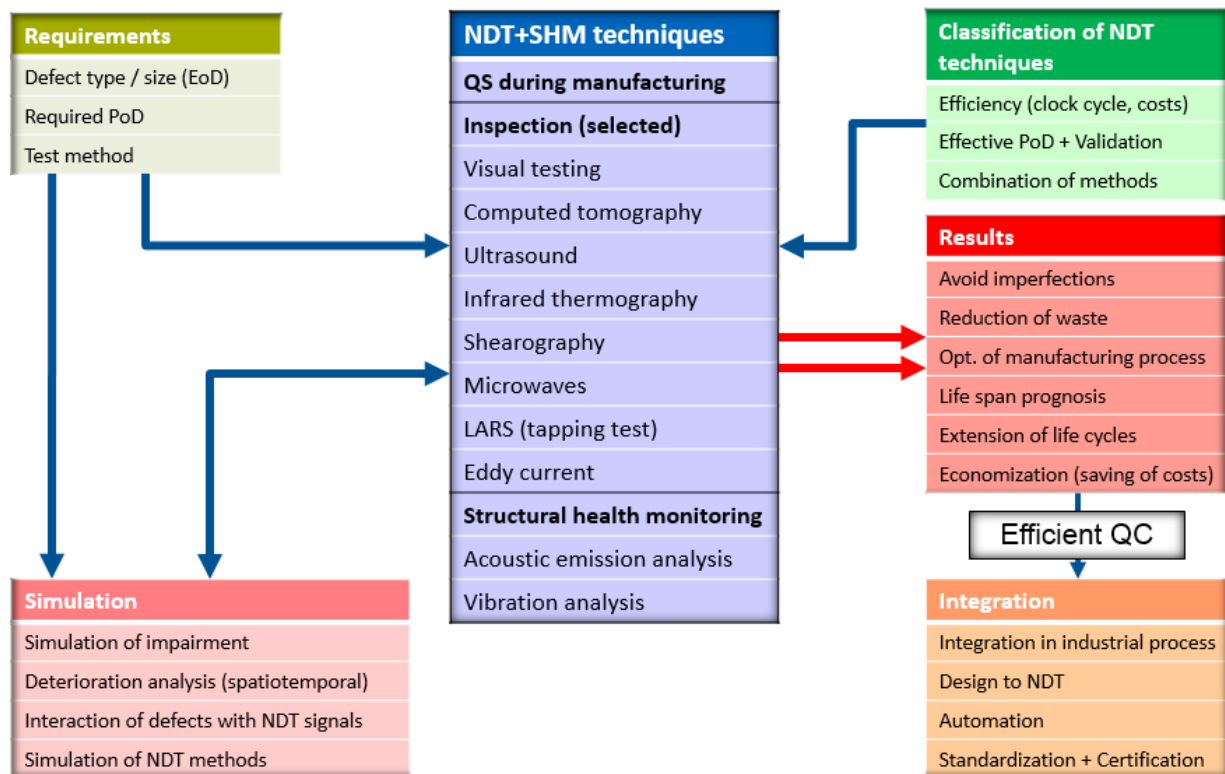 Requirements
Defect type / size (EoD)
Required PoD
Test method
NDT+SHM techniques
QS during manufacturing
Inspection (selected)
Visual testing
Computed tomography
Ultrasound
Infrared thermography
Shearography
Microwaves
LARS (tapping test)
Eddy current
Structural health monitoring
Acoustic emission analysis
Vibration analysis
Classification of NDT
techniques
Efficiency (clock cycle, costs)
Effective PoD + Validation
Combination of methods
Results
Avoid imperfections
Reduction of waste
Opt. of manufacturing process
Life span prognosis
Extension of life cycles
Economization (saving of costs)
Efficient QC
Simulation
Simulation of impairment
Deterioration analysis (spatiotemporal)
Interaction of defects with NDT signals
Simulation of NDT methods
Integration
Integration in industrial process
Design to NDT
Automation
Standardization + Certification